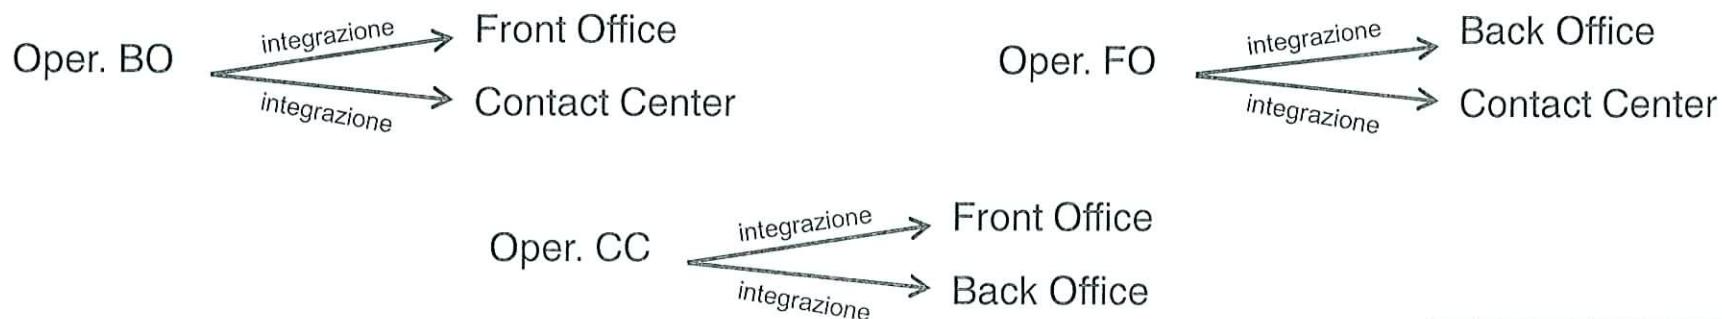 Oper. BO
integrazione
Front Office
integrazione
Contact Center
Oper. FO
integrazione
Back Office
integrazione
Contact Center
Oper. CC
integrazione
Front Office
integrazione
Back Office